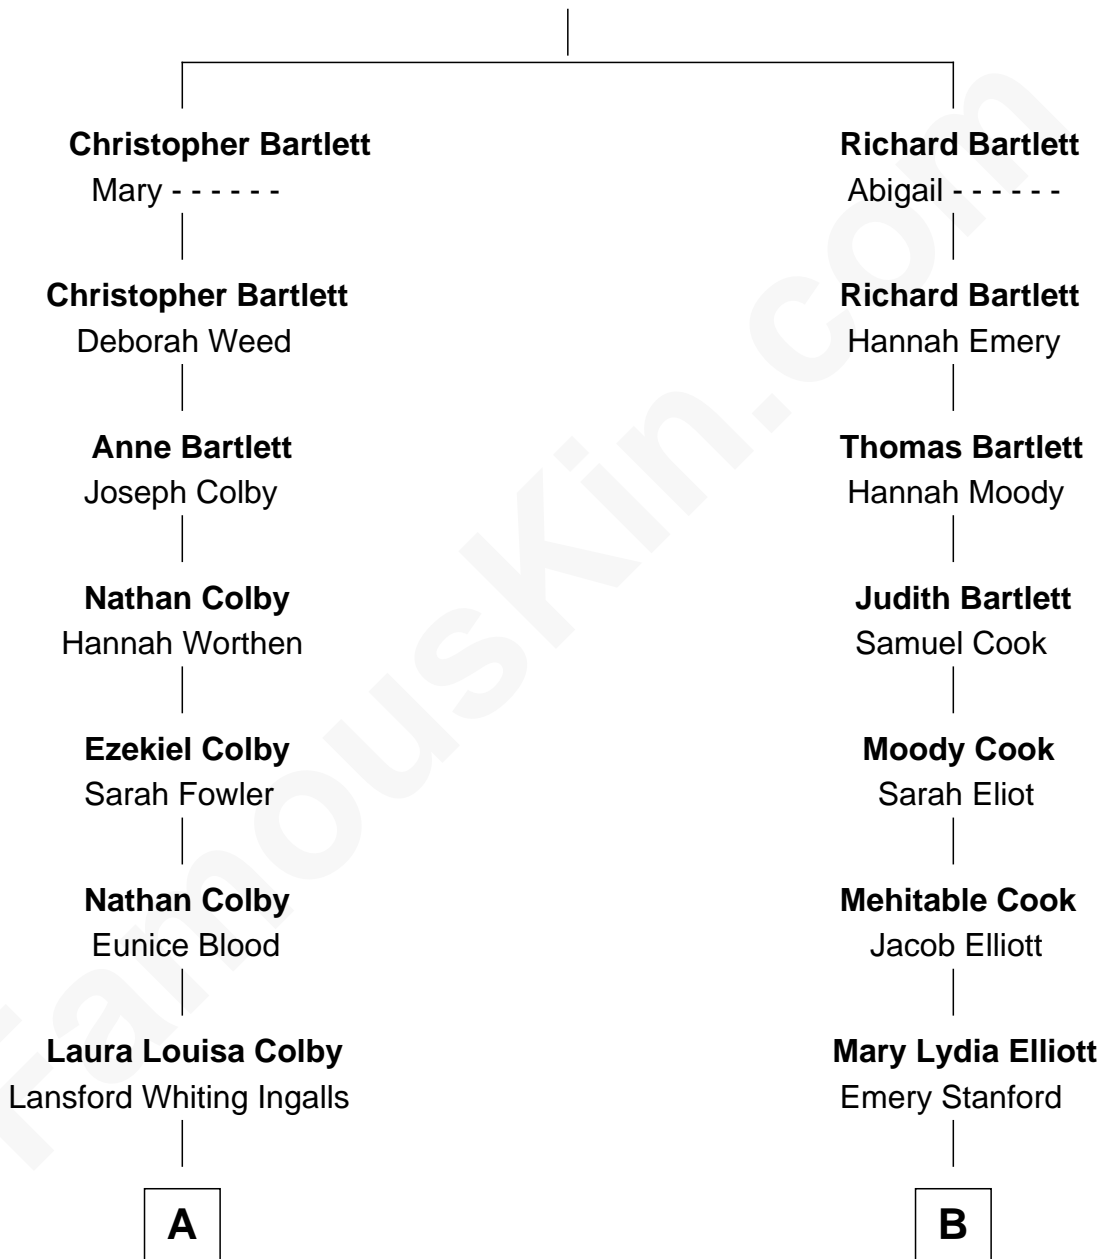 Christopher Bartlett
Mary - - - - - -
Richard Bartlett
Abigail - - - - - -
Christopher Bartlett
Deborah Weed
Richard Bartlett
Hannah Emery
Anne Bartlett
Joseph Colby
Thomas Bartlett
Hannah Moody
Nathan Colby
Hannah Worthen
Judith Bartlett
Samuel Cook
Ezekiel Colby
Sarah Fowler
Moody Cook
Sarah Eliot
Nathan Colby
Eunice Blood
Mehitable Cook
Jacob Elliott
Laura Louisa Colby
Lansford Whiting Ingalls
Mary Lydia Elliott
Emery Stanford
A
B
FamousKin.com